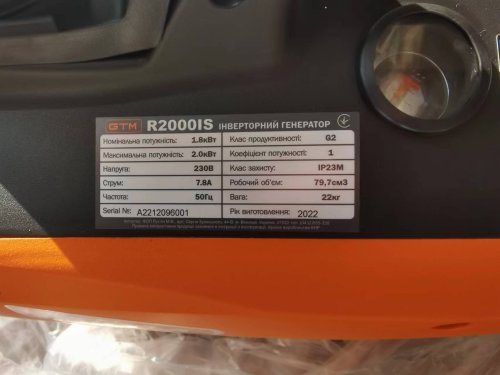 GTM R2000IS ІНВЕРТОРНИЙ ГЕНЕРАТОР
Номінальна потужність: 1.8кВт Клас продуктивності: G2
Максимальна потужність: 2.0кВт Коефіцієнт потужності: 1
Напруга: 230В Клас захисту: IP23M
Струм: 7.8А Робочий об'єм: 79,7см3
Частота: 50Гц Вага: 22кг
Serial №: A2212096001 Рік виготовлення: 2022